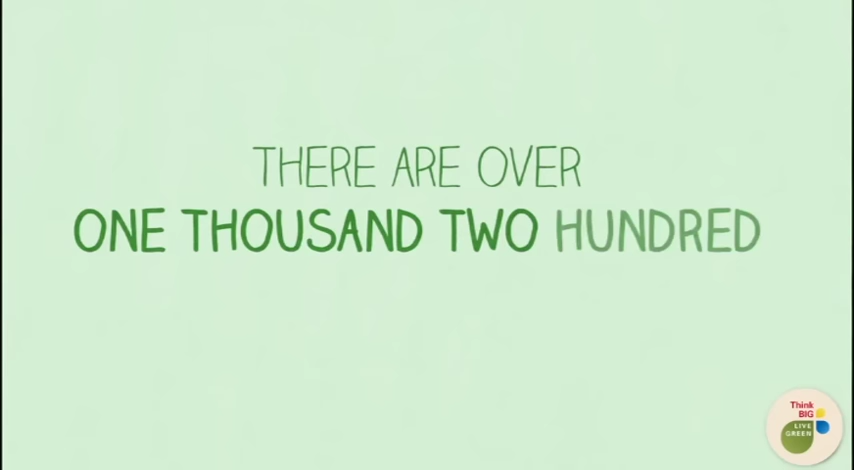 THERE ARE OVER
ONE THOUSAND TWO HUNDRED
Think
BIG
LIVE
GREEN